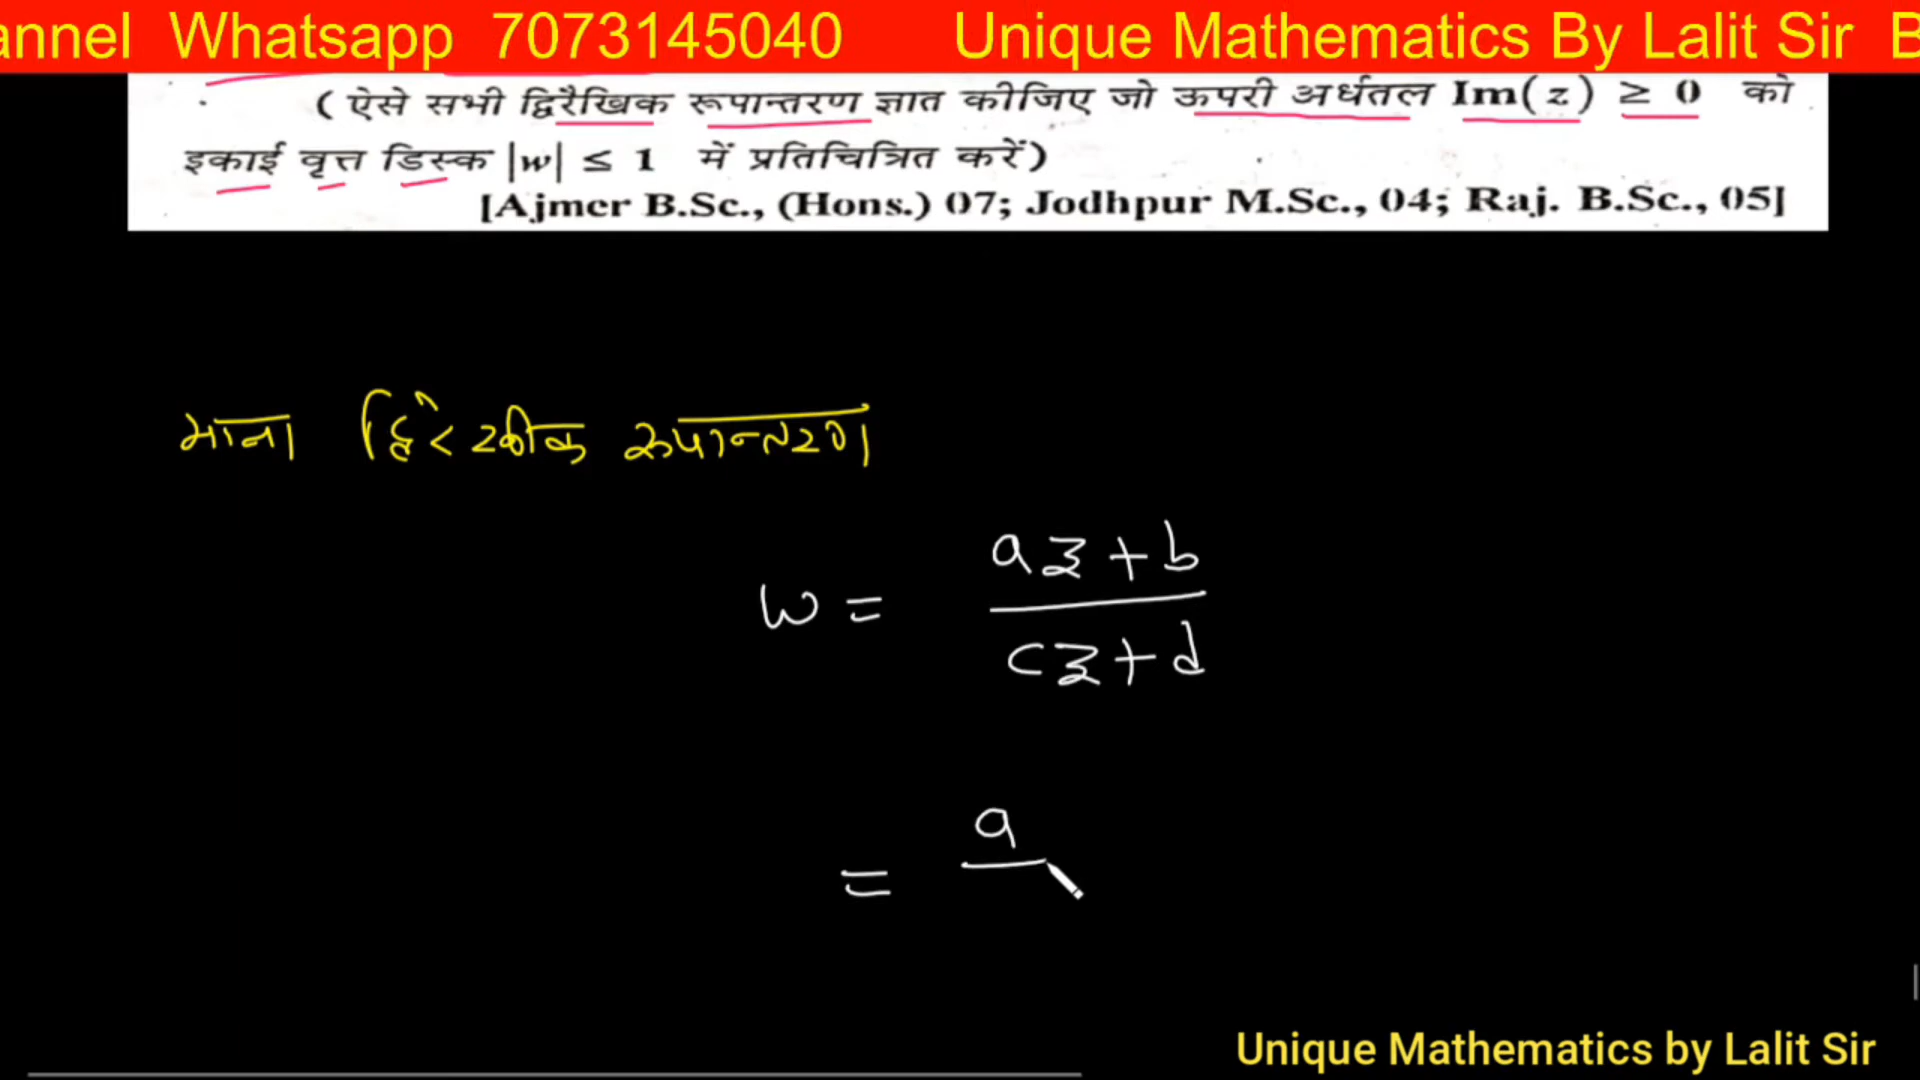 annel Whatsapp 7073145040 Unique Mathematics By Lalit Sir B
( ऐसे सभी द्विरैखिक रूपान्तरण ज्ञात कीजिए जो ऊपरी अर्धतल Im( z ) ≥ 0 को
इकाई वृत्त डिस्क |w| ≤ 1 में प्रतिचित्रित करें)
[Ajmer B.Sc., (Hons.) 07; Jodhpur M.Sc., 04; Raj. B.Sc., 05]
माना रूपान्तरण
w = az + b
cz + d
= a
Unique Mathematics by Lalit Sir